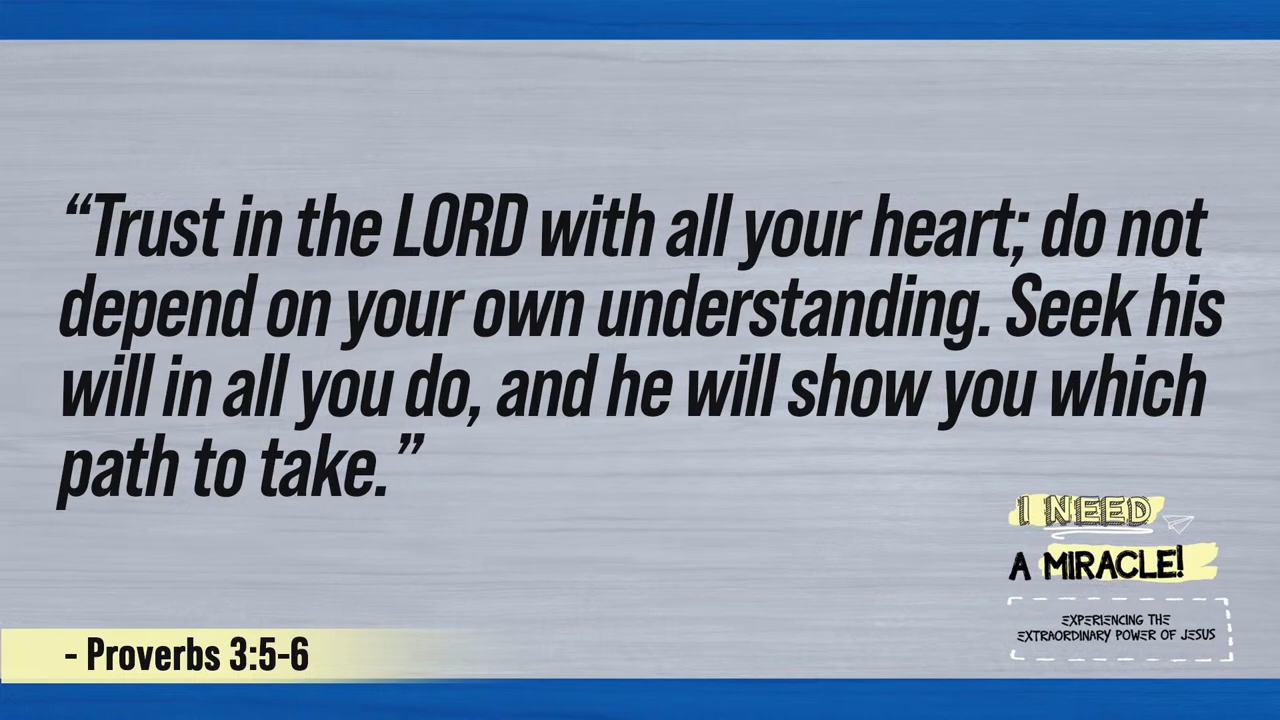 “Trust in the LORD with all your heart; do not
depend on your own understanding. Seek his
will in all you do, and he will show you which
path to take.”
I NEED
A MIRACLE!
EXPERIENCING THE
EXTRAORDINARY POWER OF JESUS
- Proverbs 3:5-6